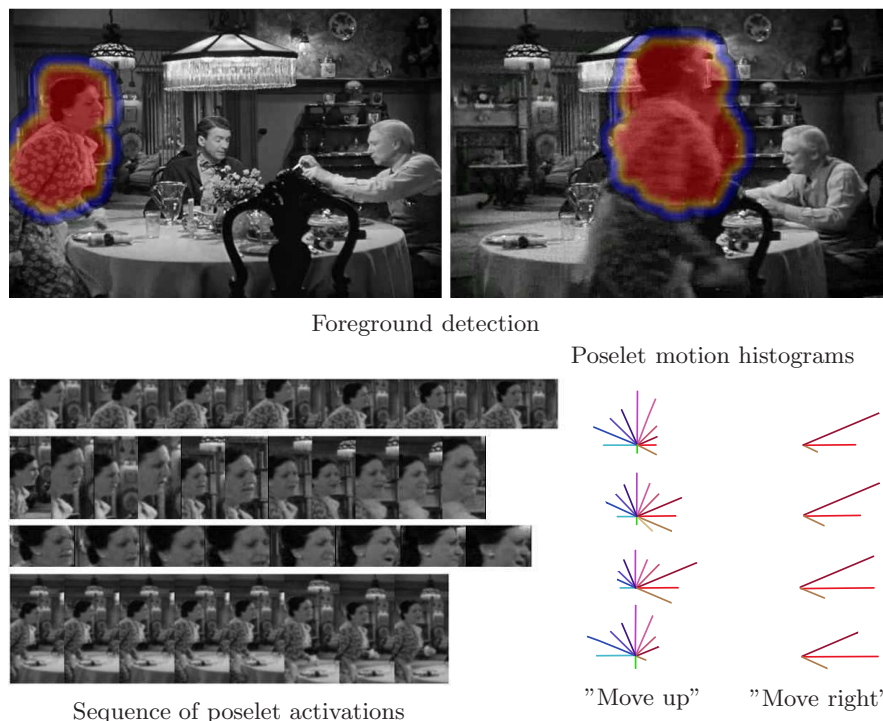 Foreground detection
Poselet motion histograms
"Move up" "Move right"
Sequence of poselet activations